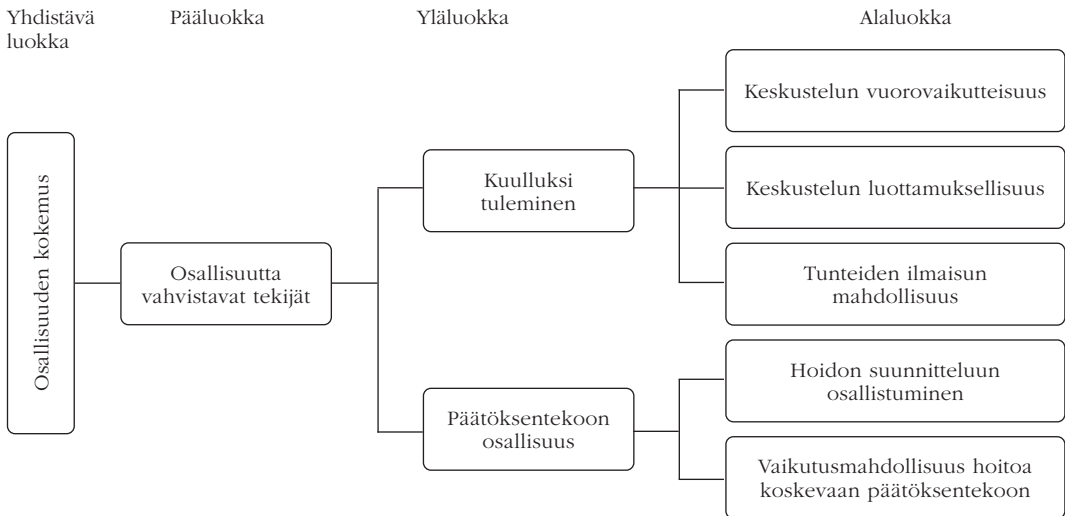 Yhdistävä
luokka
Pääluokka
Yläluokka
Alaluokka
Osallisuuden kokemus
Osallisuutta
vahvistavat tekijät
Kuulluksi
tuleminen
Keskustelun vuorovaikutteisuus
Keskustelun luottamuksellisuus
Tunteiden ilmaisun
mahdollisuus
Päätöksentekoon
osallisuus
Hoidon suunnitteluun
osallistuminen
Vaikutusmahdollisuus hoitoa
koskevaan päätöksentekoon